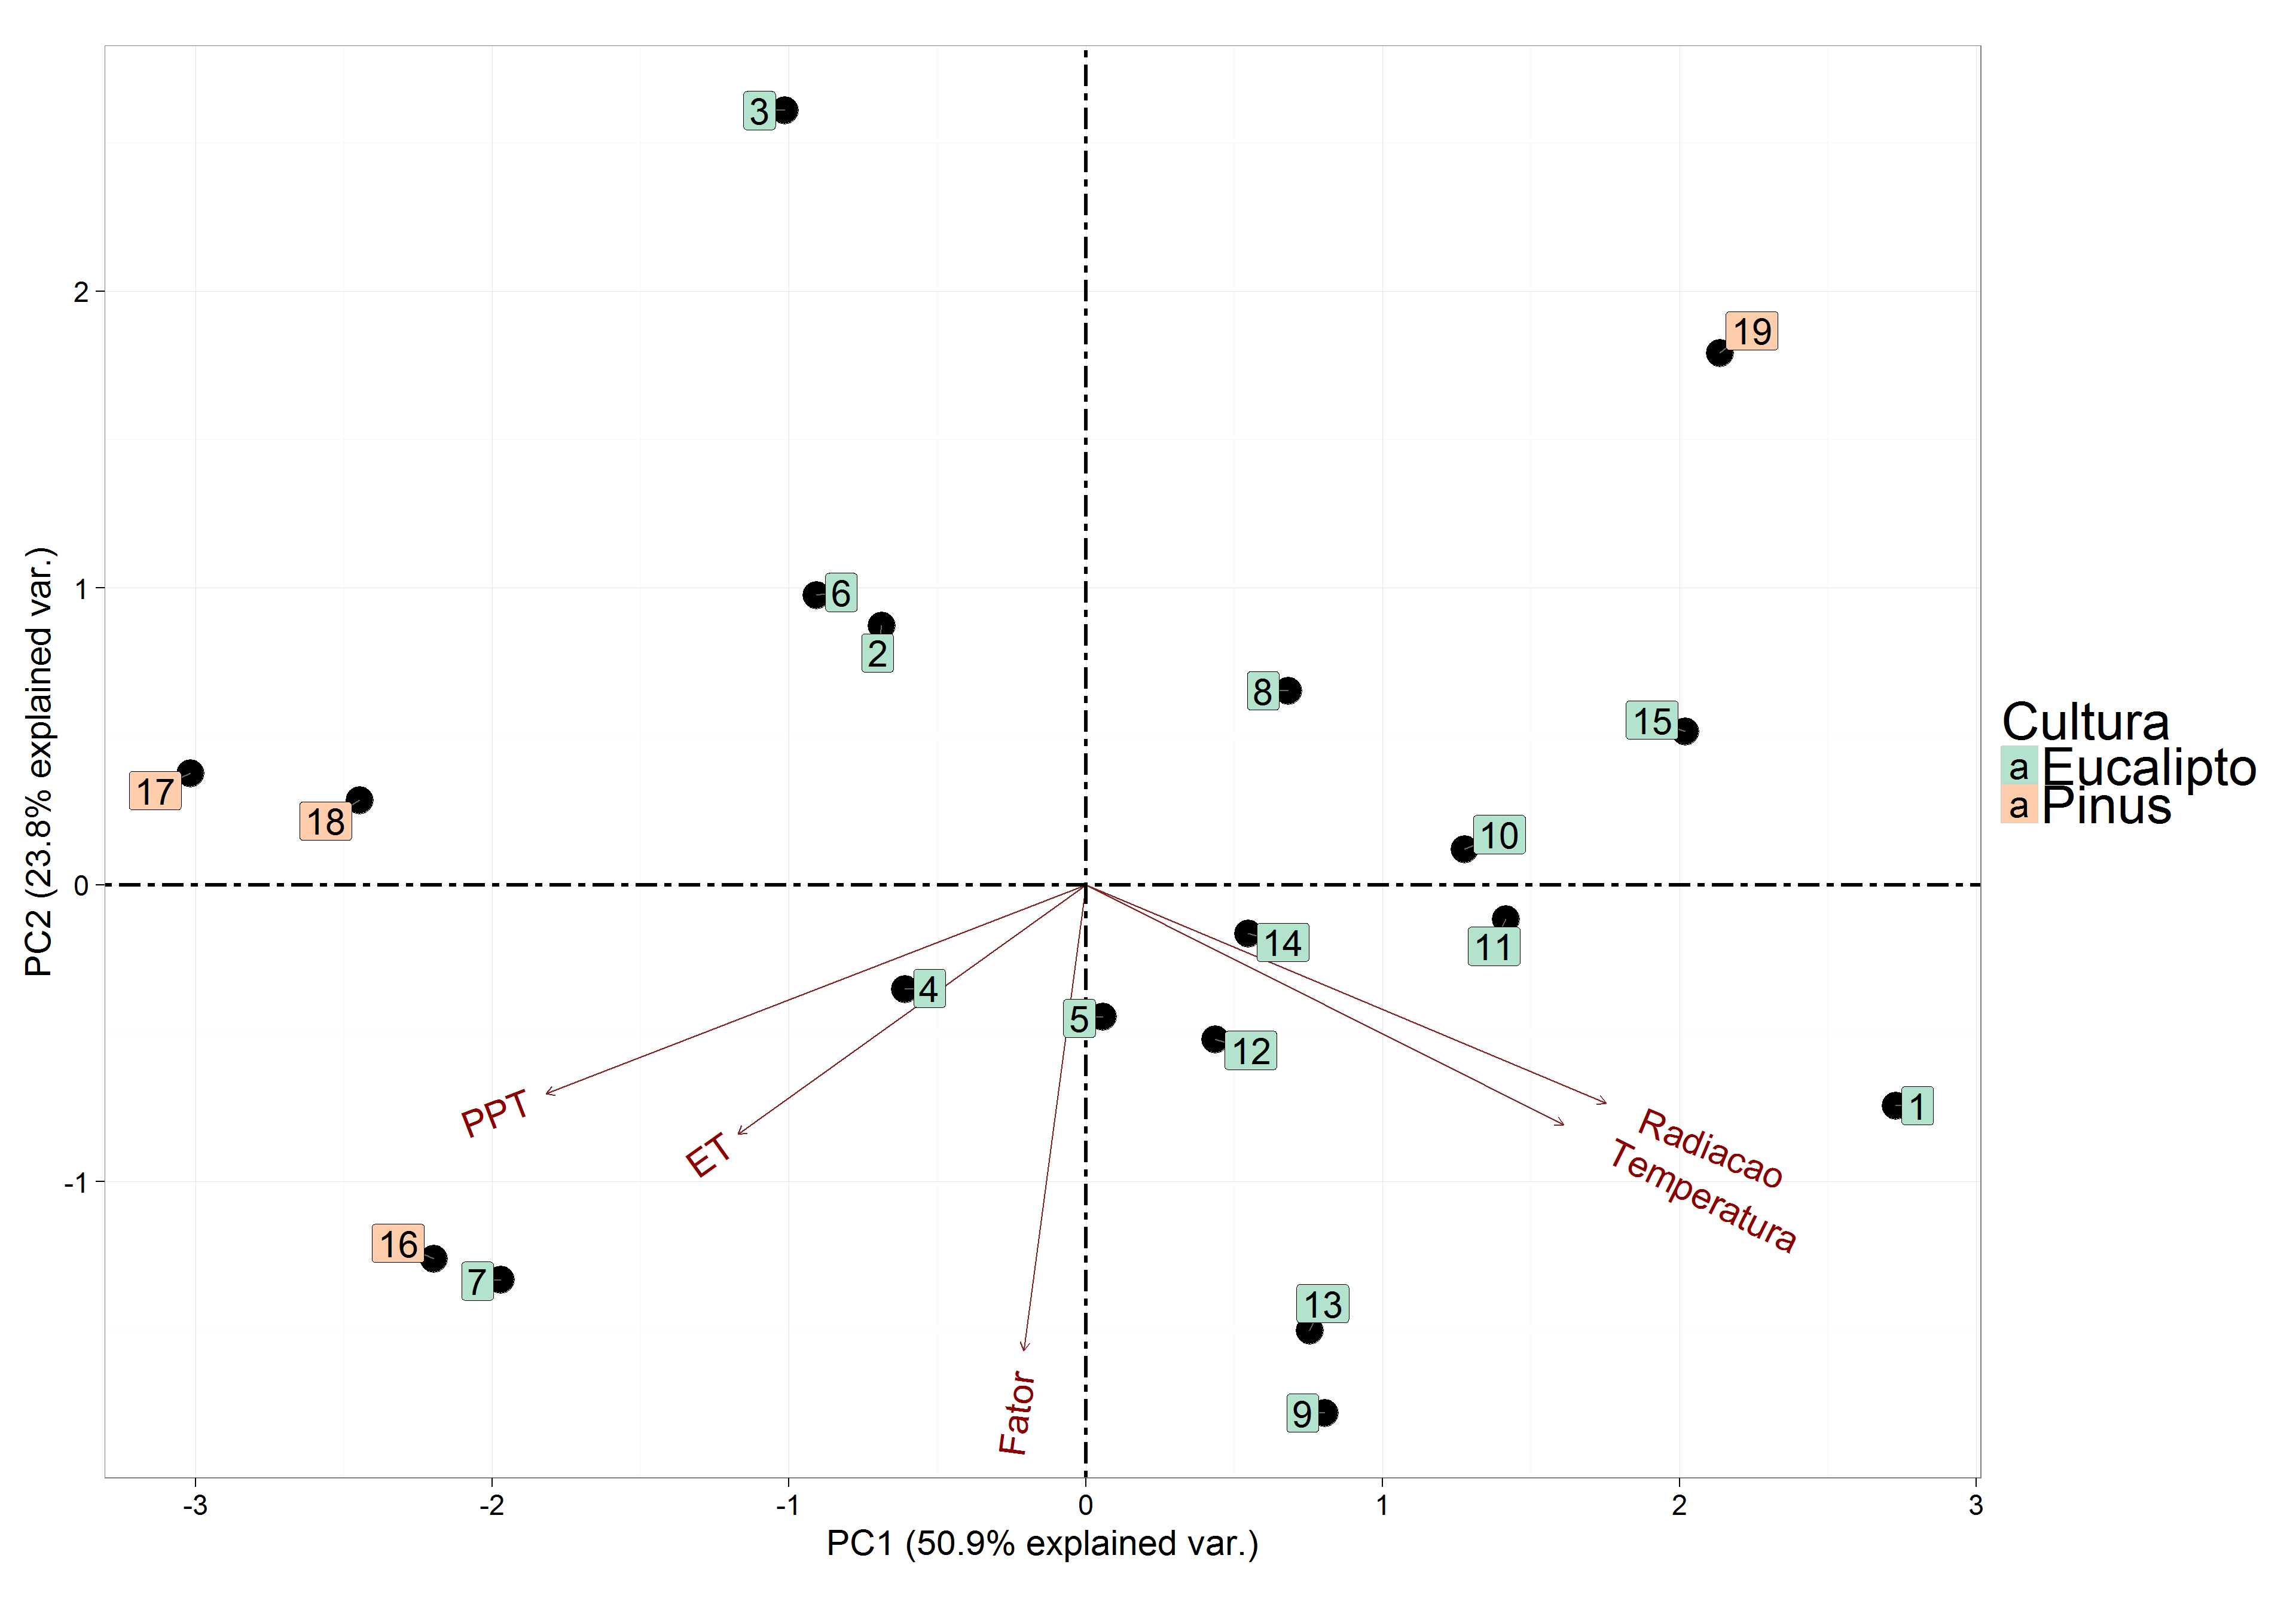 3
19
2
6
2
1
8
15
Cultura
a Eucalipto
a Pinus
17
18
10
0
14
11
4
5
12
PPT
ET
Radiacao
Temperatura
1
-1
16
7
13
9
Fator
-3 -2 -1 0 1 2 3
PC1 (50.9% explained var.)
PC2 (23.8% explained var.)